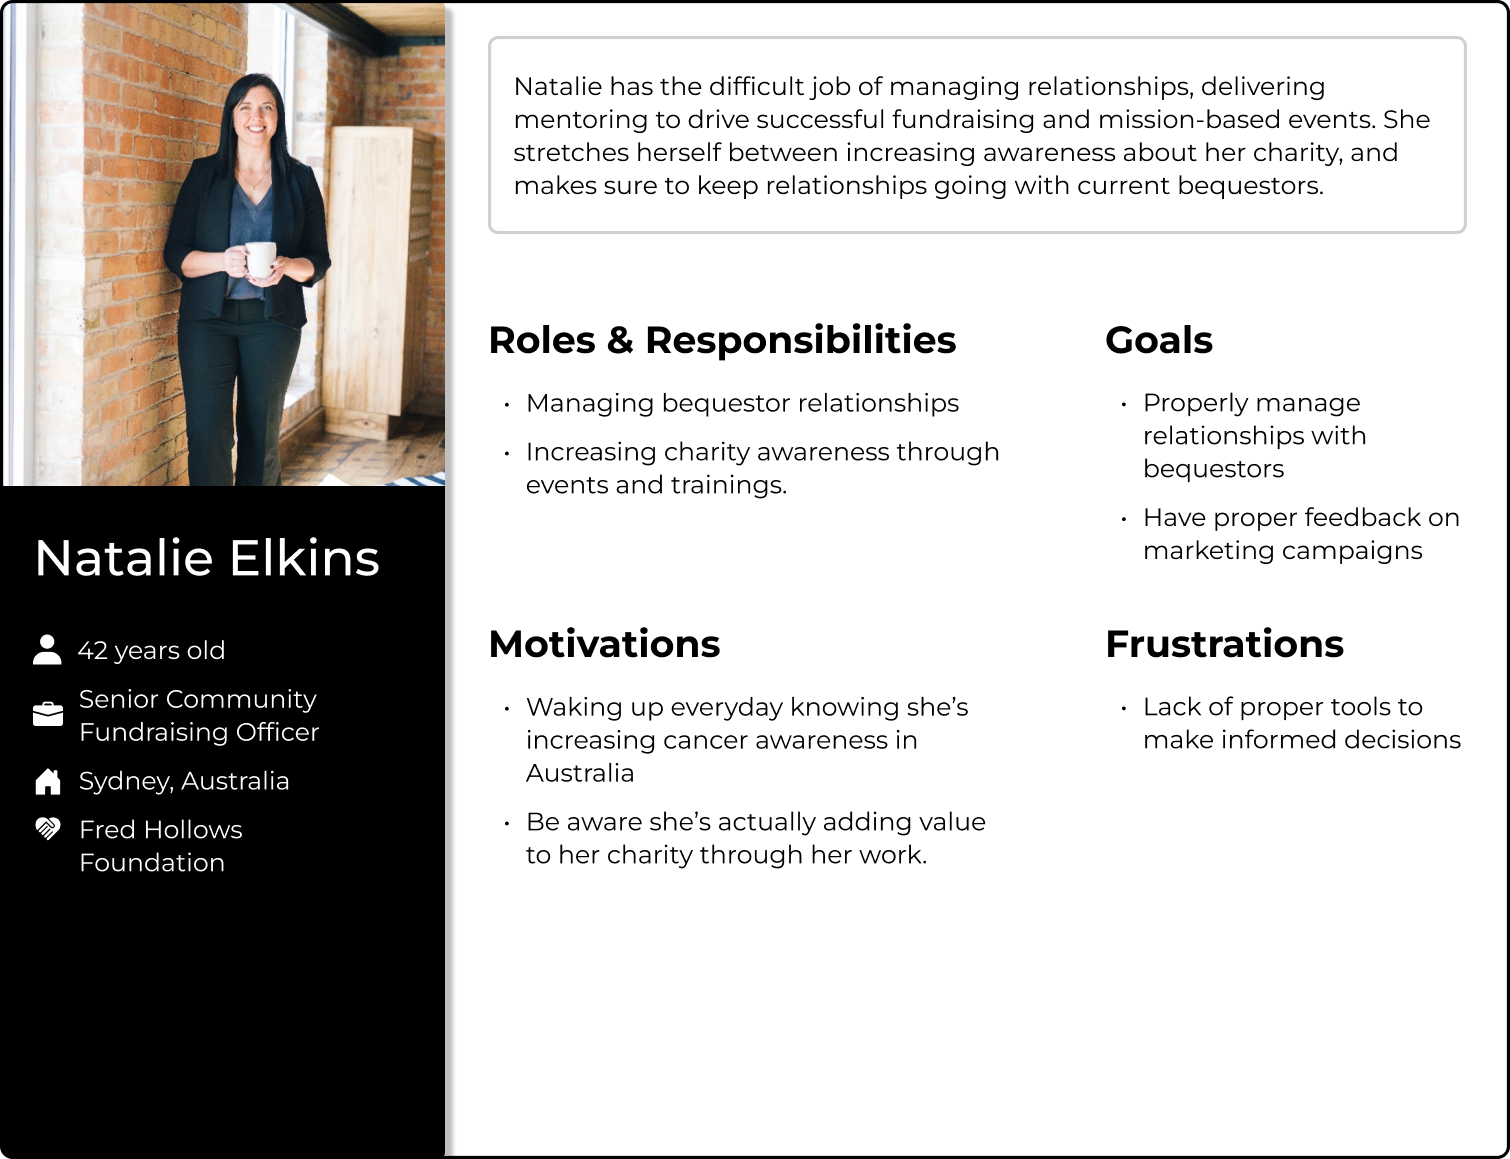 Natalie has the difficult job of managing relationships, delivering
mentoring to drive successful fundraising and mission-based events. She
stretches herself between increasing awareness about her charity, and
makes sure to keep relationships going with current bequestors.
Natalie Elkins
42 years old
Senior Community
Fundraising Officer
Sydney, Australia
Fred Hollows
Foundation
Roles & Responsibilities
• Managing bequestor relationships
• Increasing charity awareness through
events and trainings.
Goals
• Properly manage
relationships with
bequestors
• Have proper feedback on
marketing campaigns
Motivations
• Waking up everyday knowing she’s
increasing cancer awareness in
Australia
• Be aware she’s actually adding value
to her charity through her work.
Frustrations
• Lack of proper tools to
make informed decisions